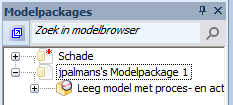 Modelpackages
Zoek in modelbrowser
Schade
jpalmans's Modelpackage 1
Leeg model met proces- en act